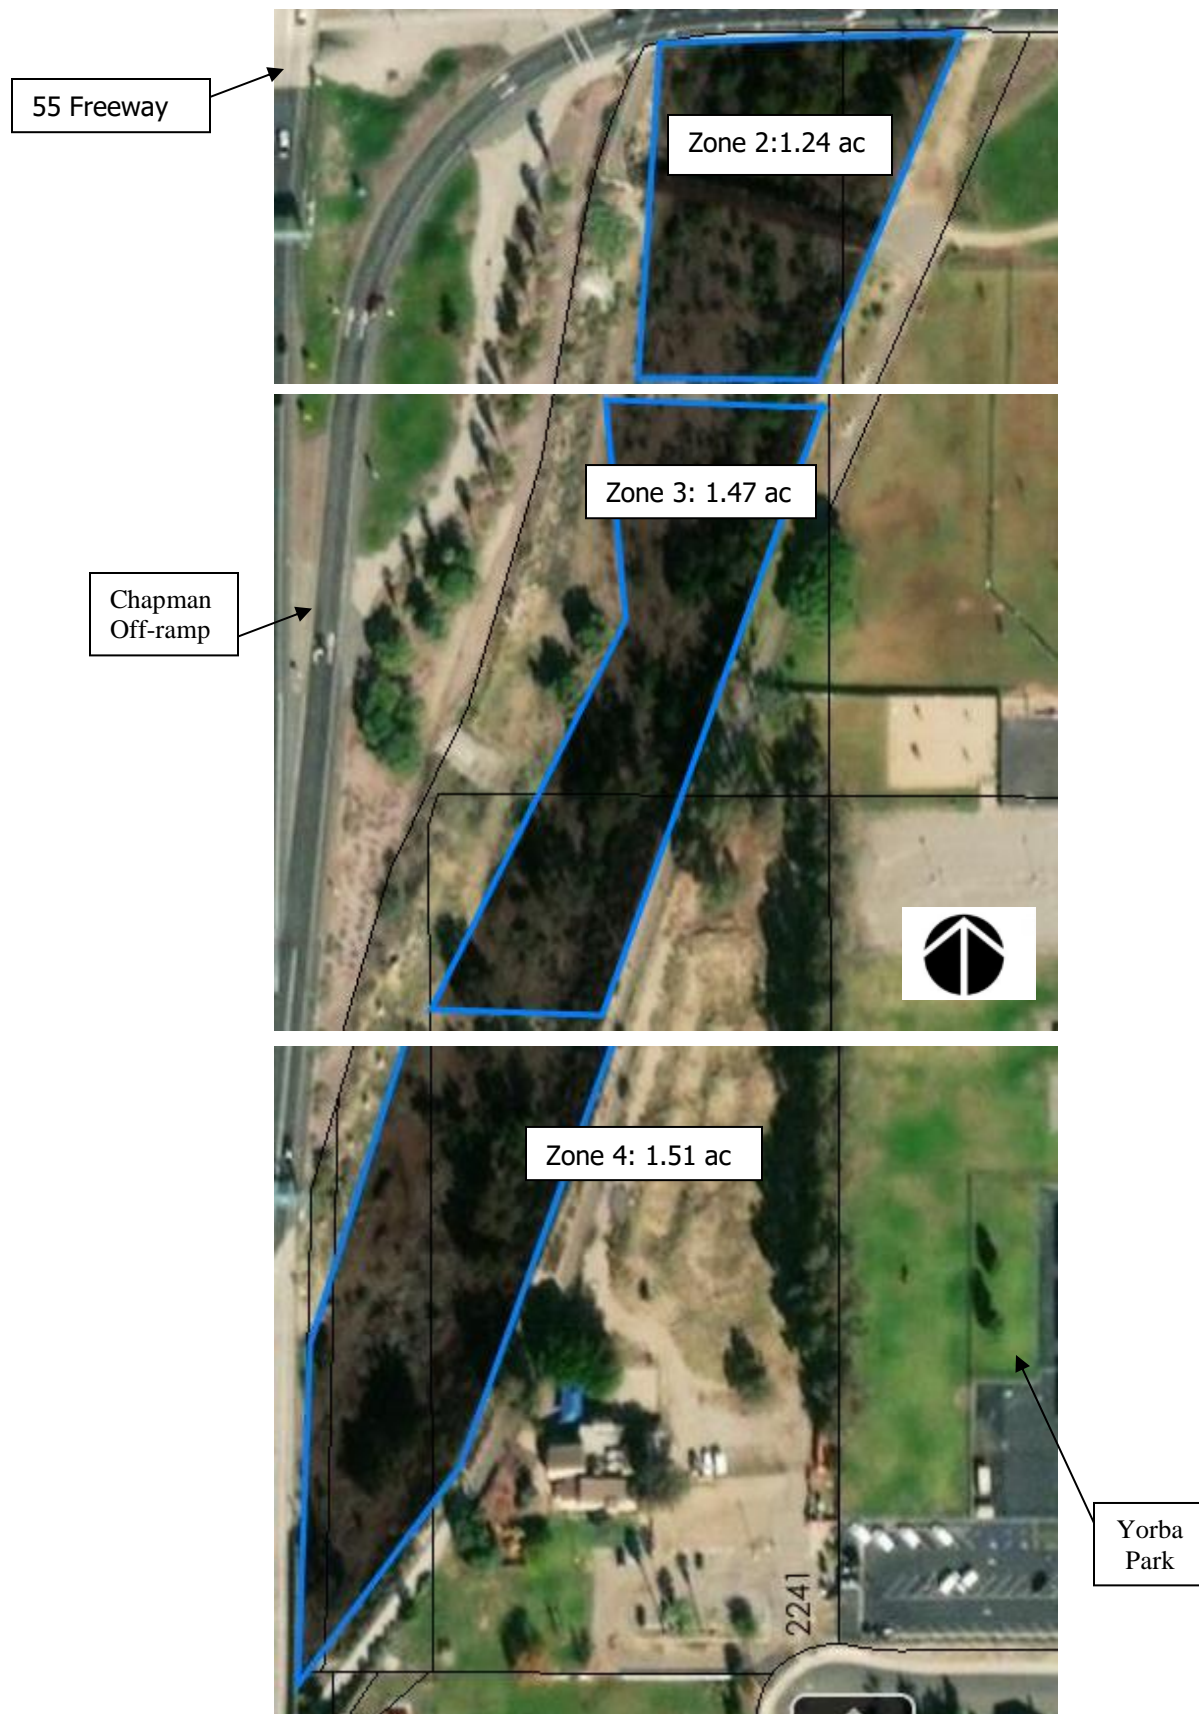 55 Freeway
Zone 2:1.24 ac
Zone 3: 1.47 ac
Chapman
Off-ramp
Zone 4: 1.51 ac
Yorba
Park
2241